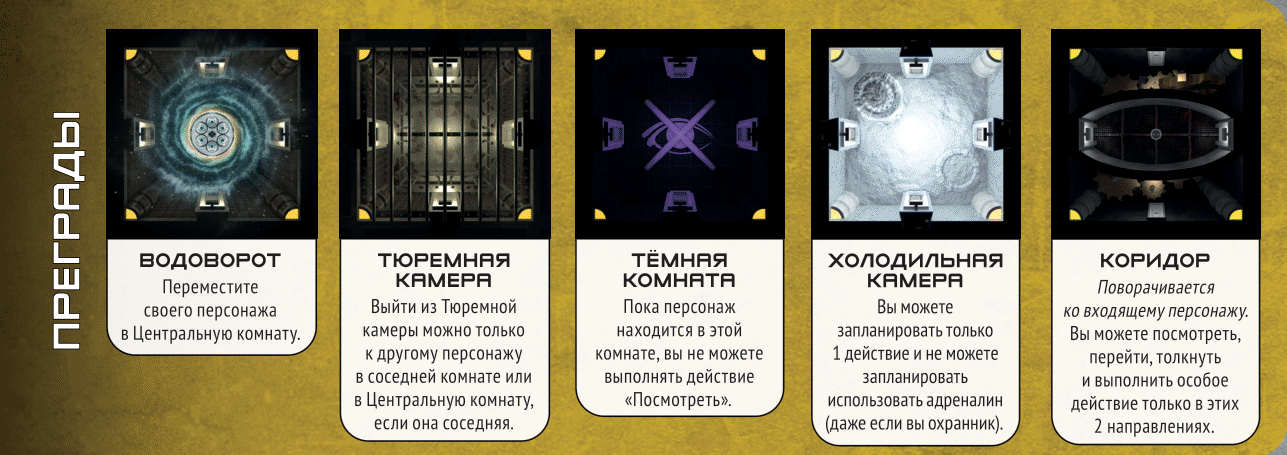 ПРЕГРАДЫ
ВОДОВОРОТ
Переместите
своего персонажа
в Центральную комнату.
ТЮРЕМНАЯ
КАМЕРА
Выйти из Тюремной
камеры можно только
к другому персонажу
в соседней комнате или
в Центральную комнату,
если она соседняя.
ТЁМНАЯ
КОМНАТА
Пока персонаж
находится в этой
комнате, вы не можете
выполнять действие
«Посмотреть».
ХОЛОДИЛЬНАЯ
КАМЕРА
Вы можете
запланировать только
1 действие и не можете
запланировать
использовать адреналин
(даже если вы охранник).
КОРИДОР
Поворачивается
ко входящему персонажу.
Вы можете посмотреть,
перейти, толкнуть
и выполнить особое
действие только в этих
2 направлениях.